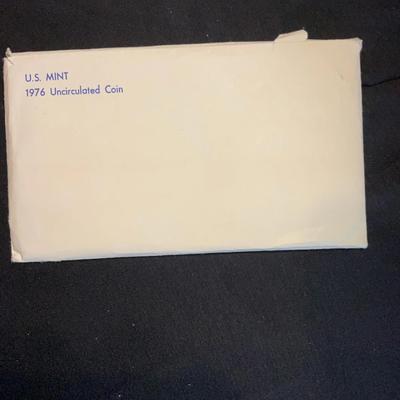 U.S. MINT
1976 Uncirculated Coin